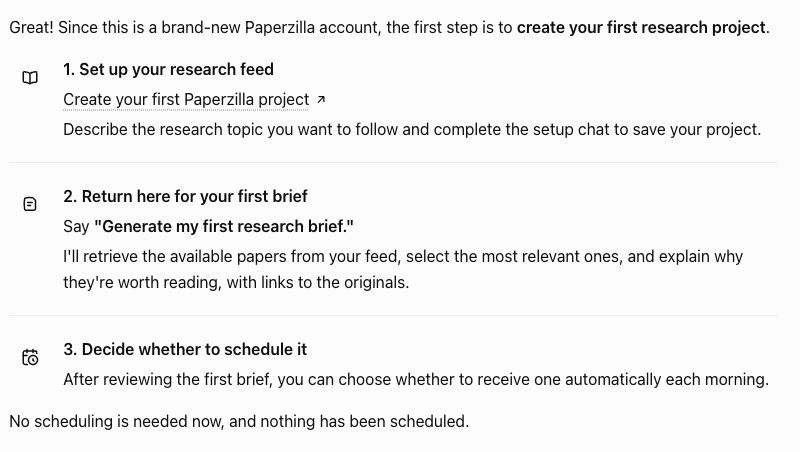 Great! Since this is a brand-new Paperzilla account, the first step is to create your first research project.
1. Set up your research feed
Create your first Paperzilla project ↗
Describe the research topic you want to follow and complete the setup chat to save your project.
2. Return here for your first brief
Say "Generate my first research brief."
I'll retrieve the available papers from your feed, select the most relevant ones, and explain why
they're worth reading, with links to the originals.
3. Decide whether to schedule it
After reviewing the first brief, you can choose whether to receive one automatically each morning.
No scheduling is needed now, and nothing has been scheduled.